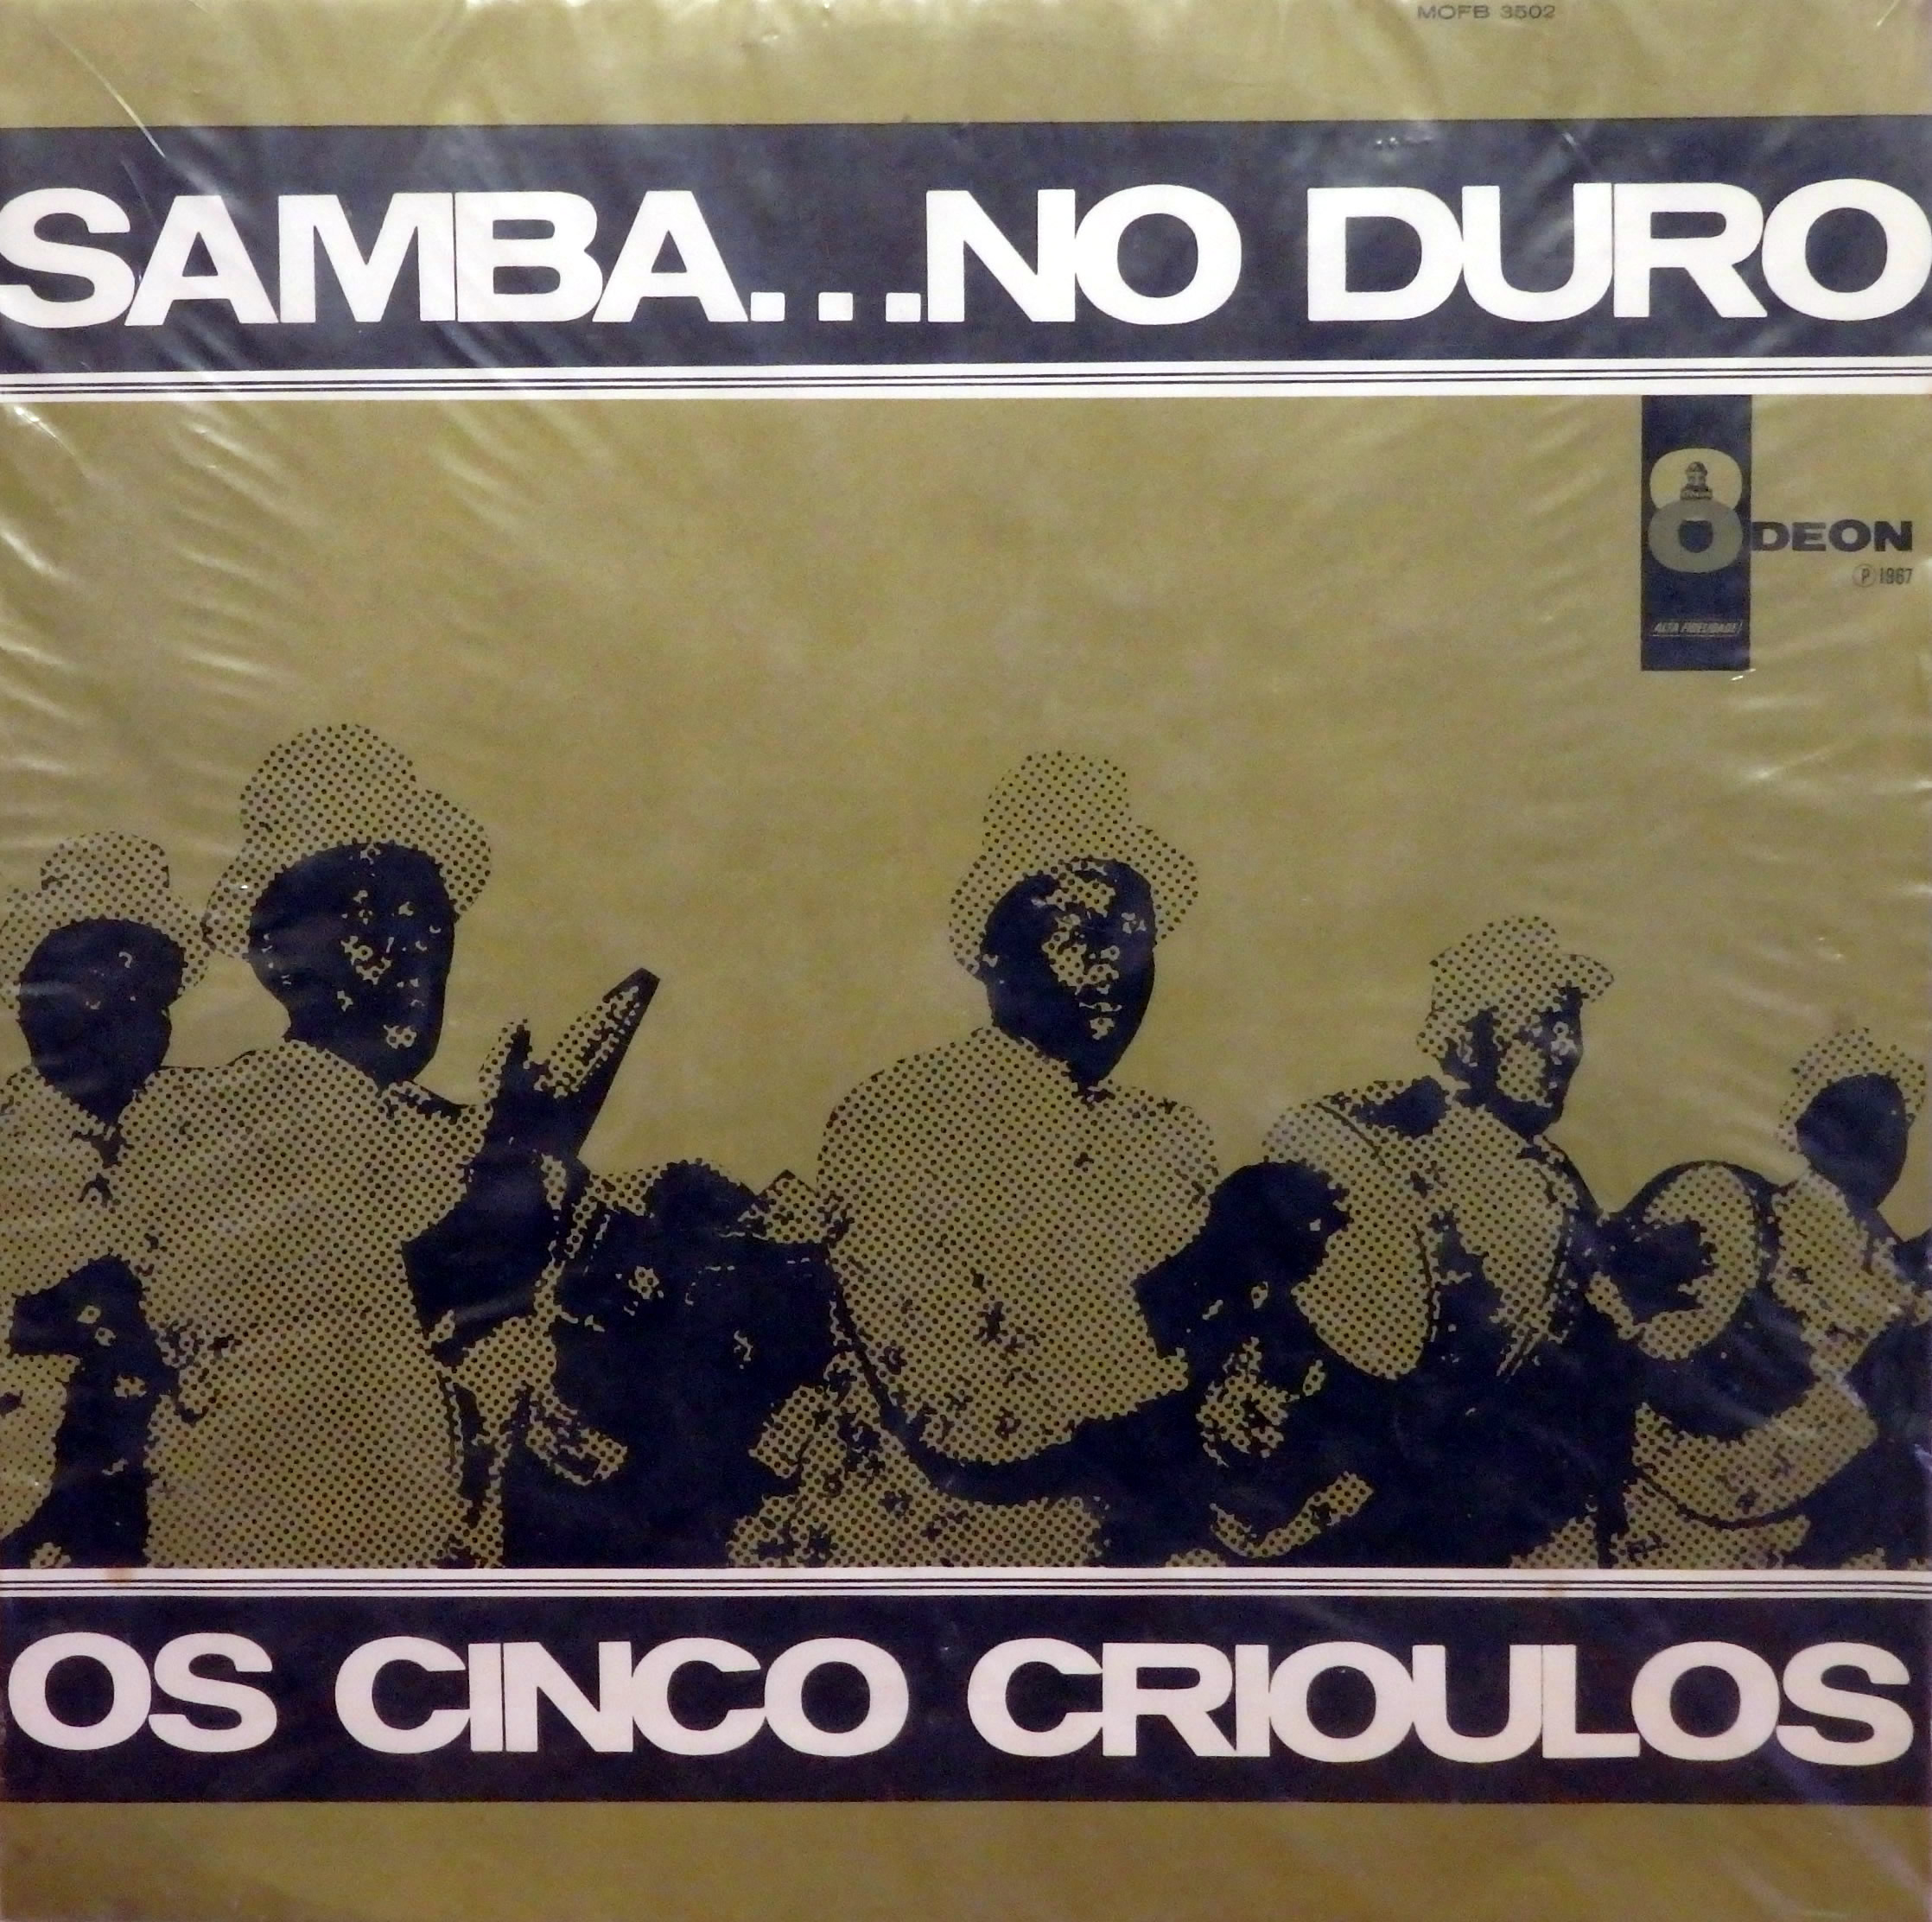 MOFB 3502
SAMBA...NO DURO
ODEON
Ⓟ 1967
ALTA FIDELIDADE!
OS CINCO CRIOULOS